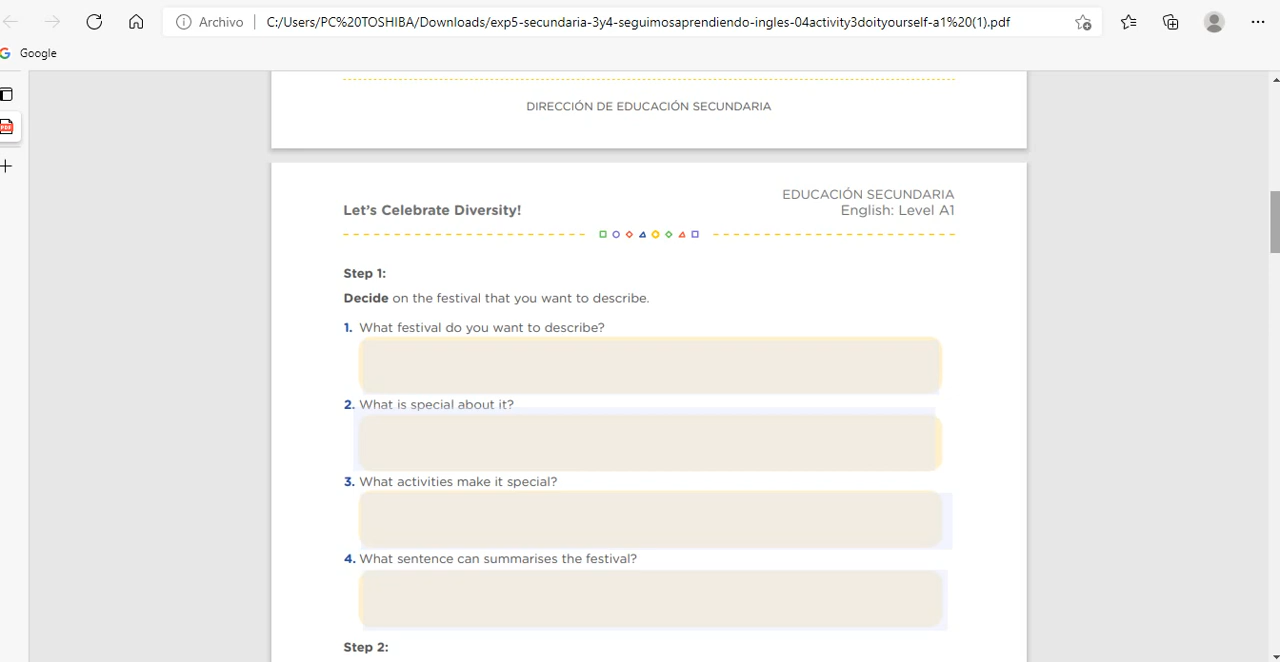 Archivo
C:/Users/PC%20TOSHIBA/Downloads/exp5-secundaria-3y4-seguimosaprendiendo-ingles-04activity3doityourself-a1%20(1).pdf
Google
PDF
DIRECCIÓN DE EDUCACIÓN SECUNDARIA
EDUCACIÓN SECUNDARIA
Let's Celebrate Diversity!
English: Level A1
Step 1:
Decide on the festival that you want to describe.
1. What festival do you want to describe?
2. What is special about it?
3. What activities make it special?
4. What sentence can summarises the festival?
Step 2: